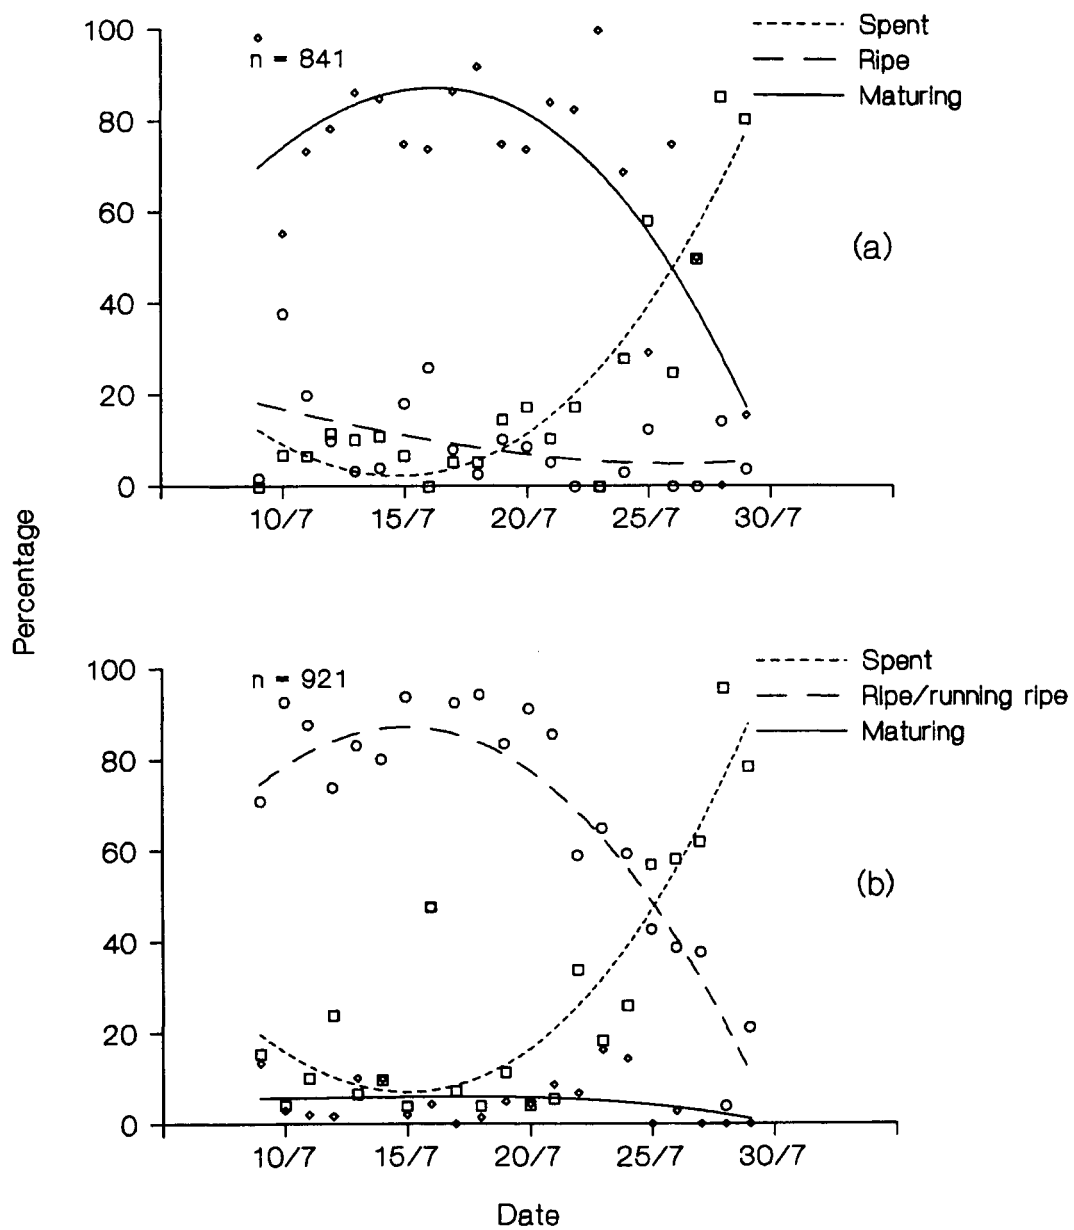 100
80
60
40
20
0
n = 841
Spent
Ripe
Maturing
(a)
10/7 15/7 20/7 25/7 30/7
Percentage
100
80
60
40
20
0
n = 921
Spent
Ripe/running ripe
Maturing
(b)
10/7 15/7 20/7 25/7 30/7
Date